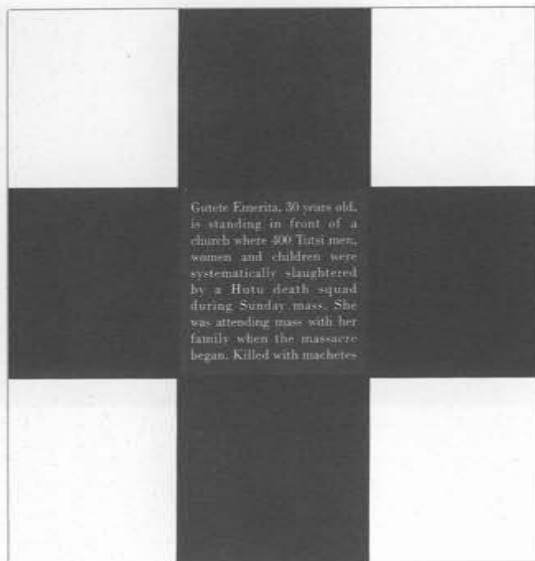 Gutete Emerita, 30 years old,
is standing in front of a
church where 400 Tutsi men,
women and children were
systematically slaughtered
by a Hutu death squad
during Sunday mass. She
was attending mass with her
family when the massacre
began. Killed with machetes